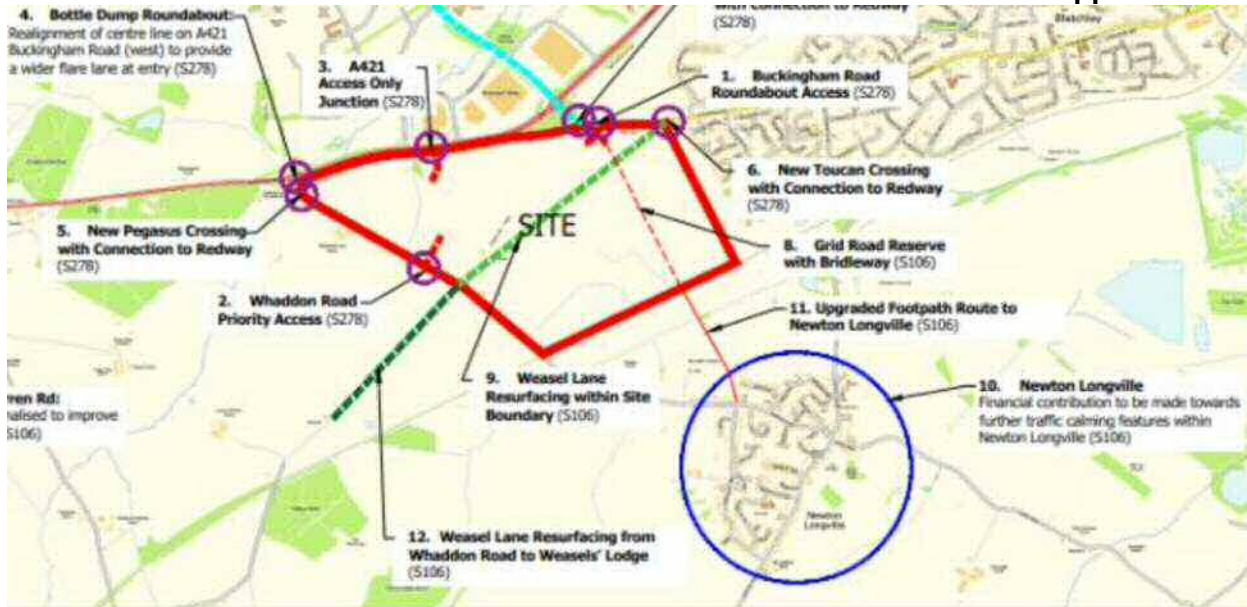 with Connection to Redway
(S278)
4. Bottle Dump Roundabout:
Realignment of centre line on A421
Buckingham Road (west) to provide
a wider flare lane at entry (S278)
3. A421
Access Only
Junction (S278)
1. Buckingham Road
Roundabout Access (S278)
Bletchley
6. New Toucan Crossing
with Connection to Redway
(S278)
SITE
5. New Pegasus Crossing
with Connection to Redway
(S278)
8. Grid Road Reserve
with Bridleway (S106)
2. Whaddon Road
Priority Access (S278)
11. Upgraded Footpath Route to
Newton Longville (S106)
9. Weasel Lane
Resurfacing within Site
Boundary (S106)
10. Newton Longville
Financial contribution to be made towards
further traffic calming features within
Newton Longville (S106)
ren Rd:
nalised to improve
S106)
Newton
Longville
12. Weasel Lane Resurfacing from
Whaddon Road to Weasels' Lodge
(S106)